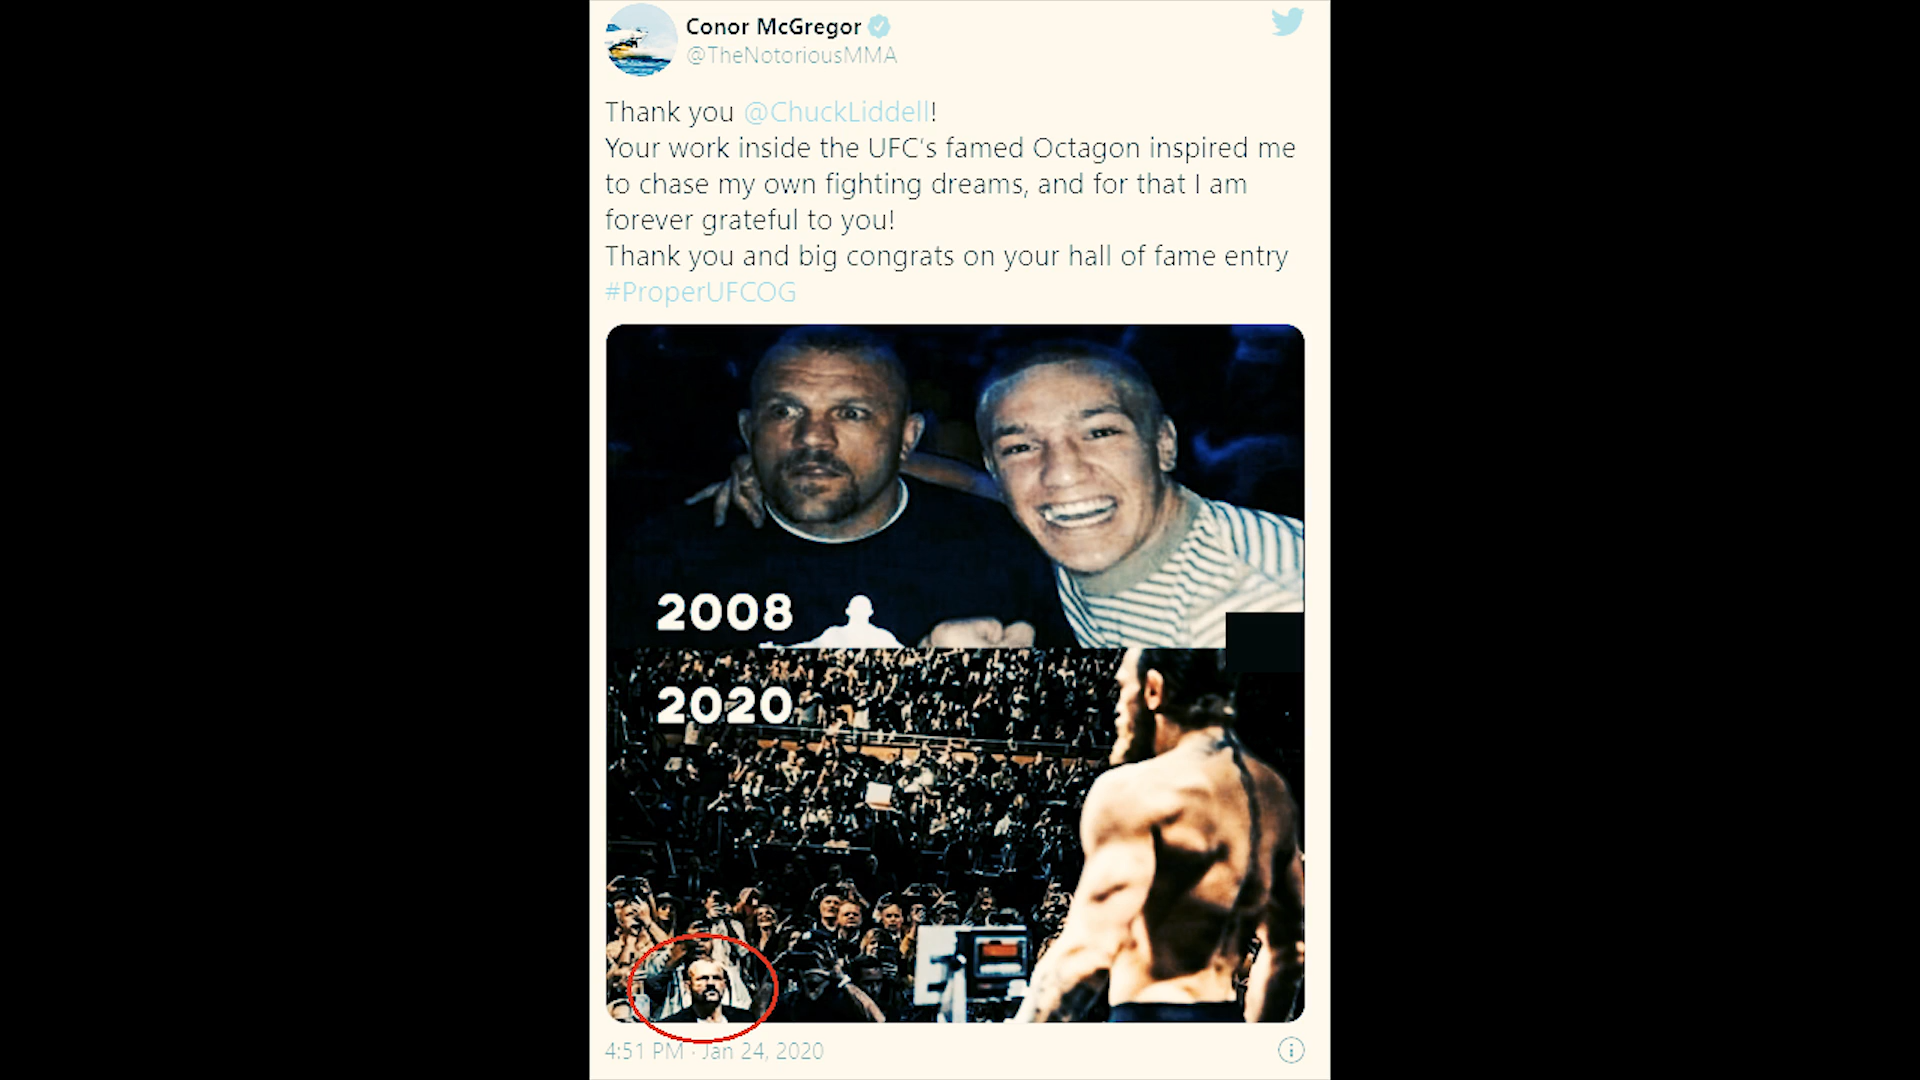 Conor McGregor
@TheNotoriousMMA
Thank you @ChuckLiddell!
Your work inside the UFC's famed Octagon inspired me
to chase my own fighting dreams, and for that I am
forever grateful to you!
Thank you and big congrats on your hall of fame entry
#ProperUFCOG
2008
2020
4:51 PM · Jan 24, 2020